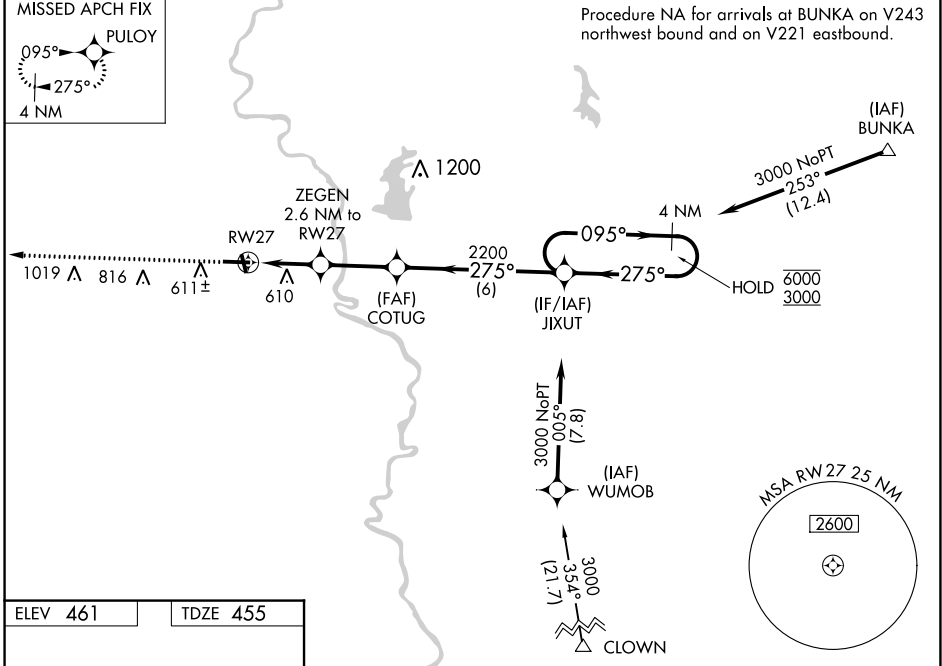 MISSED APCH FIX
PULOY
095°
275°
4 NM
Procedure NA for arrivals at BUNKA on V243
northwest bound and on V221 eastbound.
(IAF)
BUNKA
3000 NoPT
253°
(12.4)
1200
ZEGEN
2.6 NM to
RW27
RW27
4 NM
095°
2200
275°
(6)
275°
HOLD
6000
3000
1019
816
611±
610
(FAF)
COTUG
(IF/IAF)
JIXUT
3000 NoPT
005°
(7.8)
(IAF)
WUMOB
3000
354°
(21.7)
CLOWN
MSA RW27 25 NM
2600
ELEV 461
TDZE 455